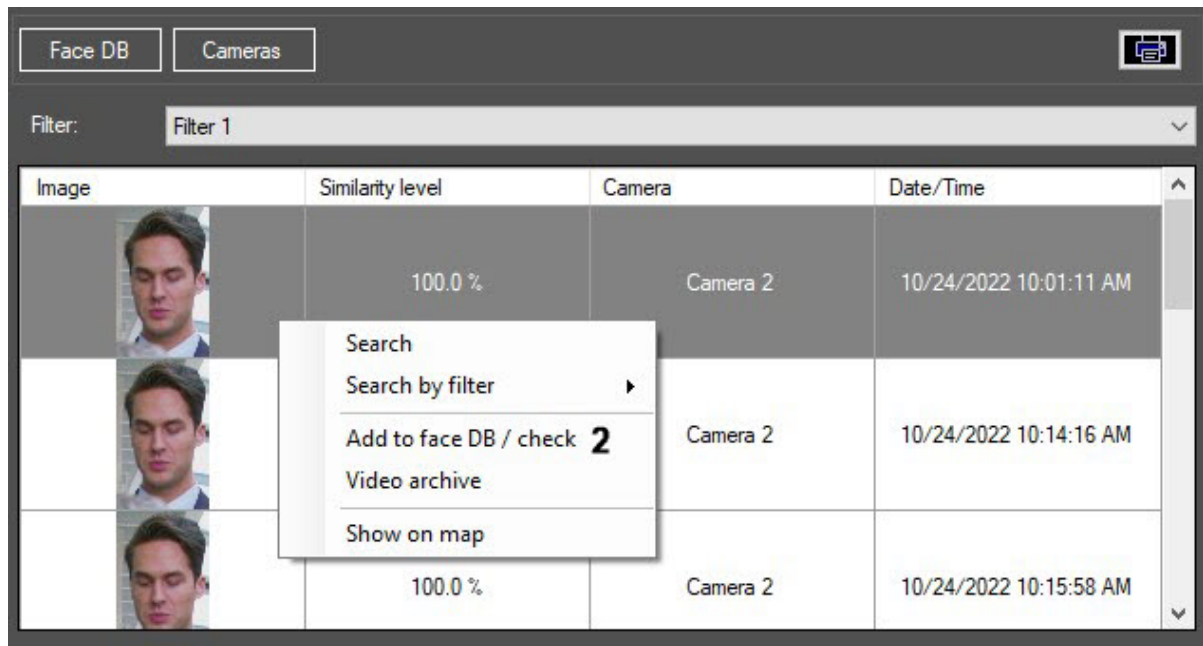 Face DB Cameras
Filter: Filter 1
Image Similarity level Camera Date/Time
100.0 % Camera 2 10/24/2022 10:01:11 AM
Search
Search by filter
Add to face DB / check 2
Video archive
Show on map
Camera 2 10/24/2022 10:14:16 AM
100.0 % Camera 2 10/24/2022 10:15:58 AM